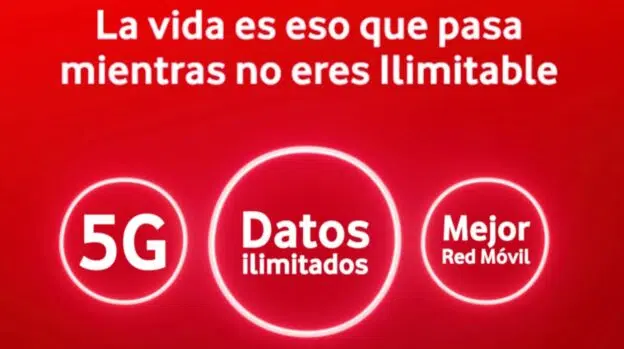 La vida es eso que pasa
mientras no eres Ilimitable
5G
Datos
ilimitados
Mejor
Red Móvil